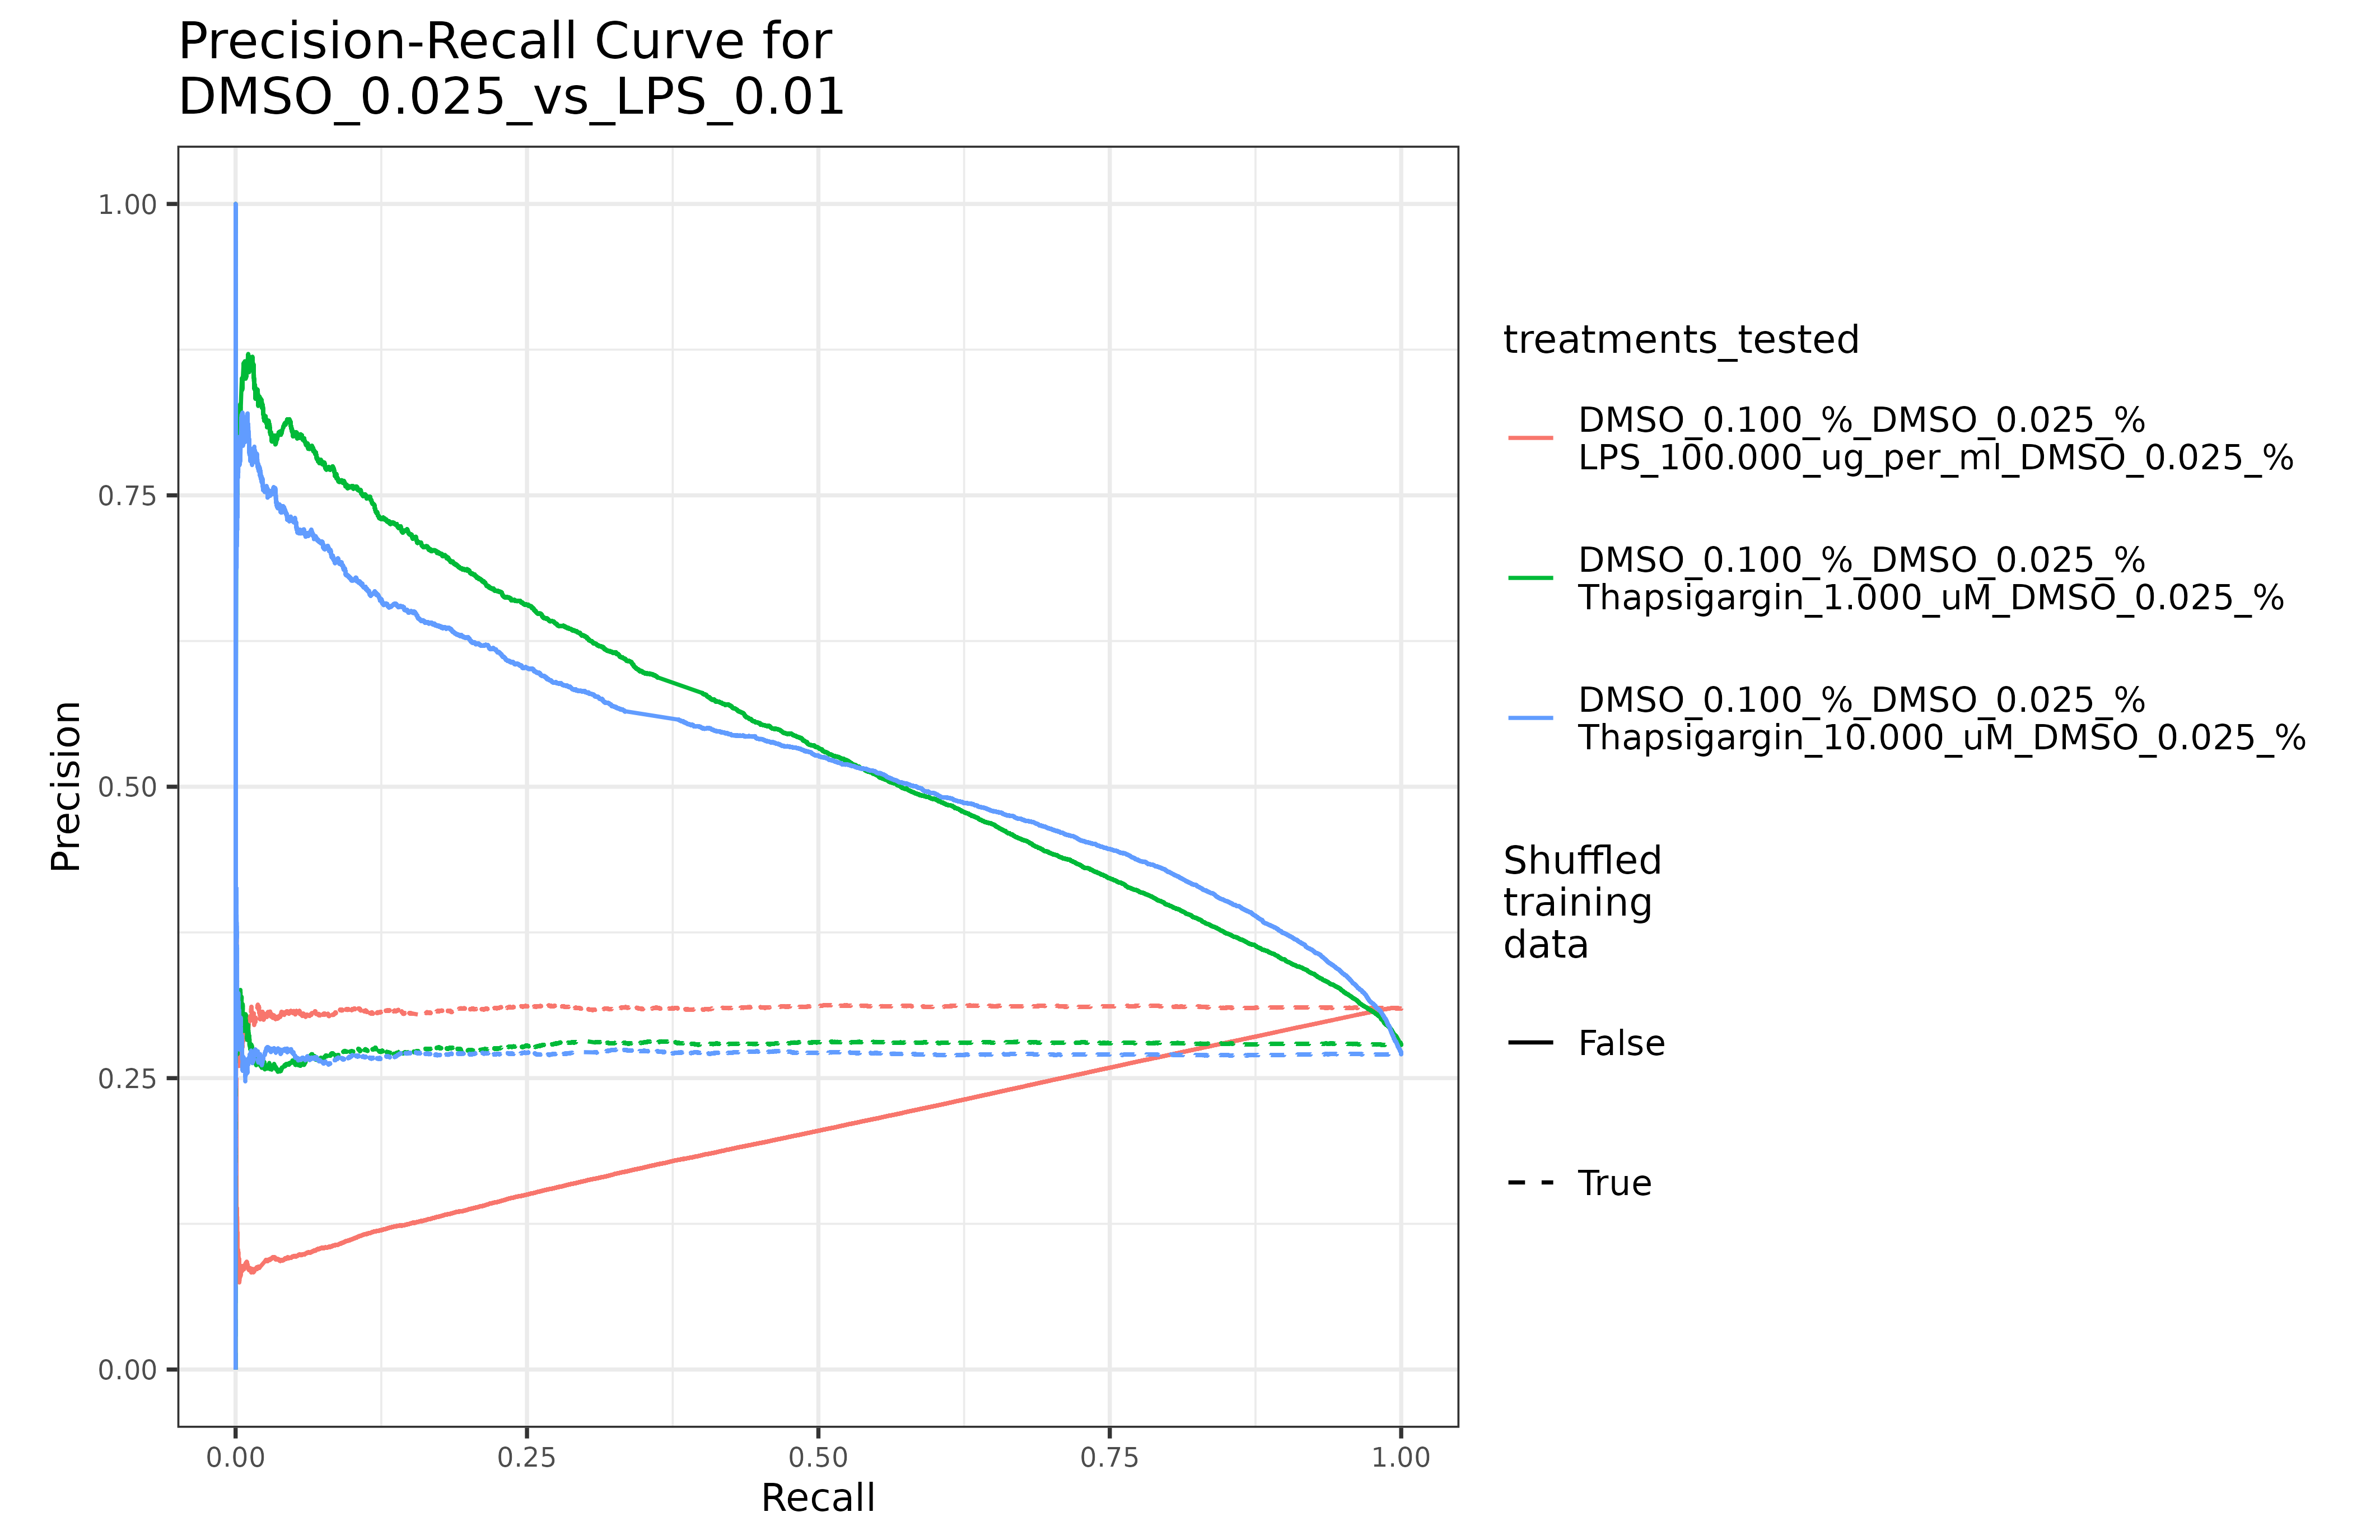 Precision-Recall Curve for
DMSO_0.025_vs_LPS_0.01
1.00
0.75
0.50
0.25
0.00
Precision
0.00
0.25
0.50
0.75
1.00
Recall
treatments_tested
DMSO_0.100_%_DMSO_0.025_%
LPS_100.000_ug_per_ml_DMSO_0.025_%
DMSO_0.100_%_DMSO_0.025_%
Thapsigargin_1.000_uM_DMSO_0.025_%
DMSO_0.100_%_DMSO_0.025_%
Thapsigargin_10.000_uM_DMSO_0.025_%
Shuffled
training
data
False
True